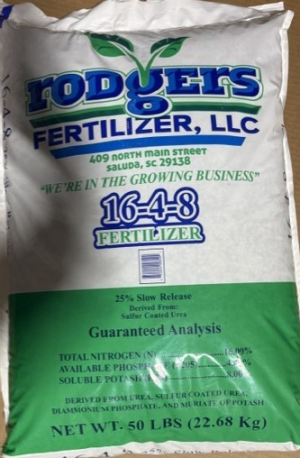 rodgers
FERTILIZER, LLC
409 NORTH MAIN STREET
SALUDA, SC 29138
"WE'RE IN THE GROWING BUSINESS"
16-4-8
FERTILIZER
25% Slow Release
Derived From:
Sulfur Coated Urea
Guaranteed Analysis
TOTAL NITROGEN (N) 16.00%
AVAILABLE
SOLUBLE POTASH
DERIVED FROM UREA, SULFUR COATED UREA,
DIAMMONIUM PHOSPHATE, AND MURIATE OF POTASH
NET WT- 50 LBS (22.68 Kg)